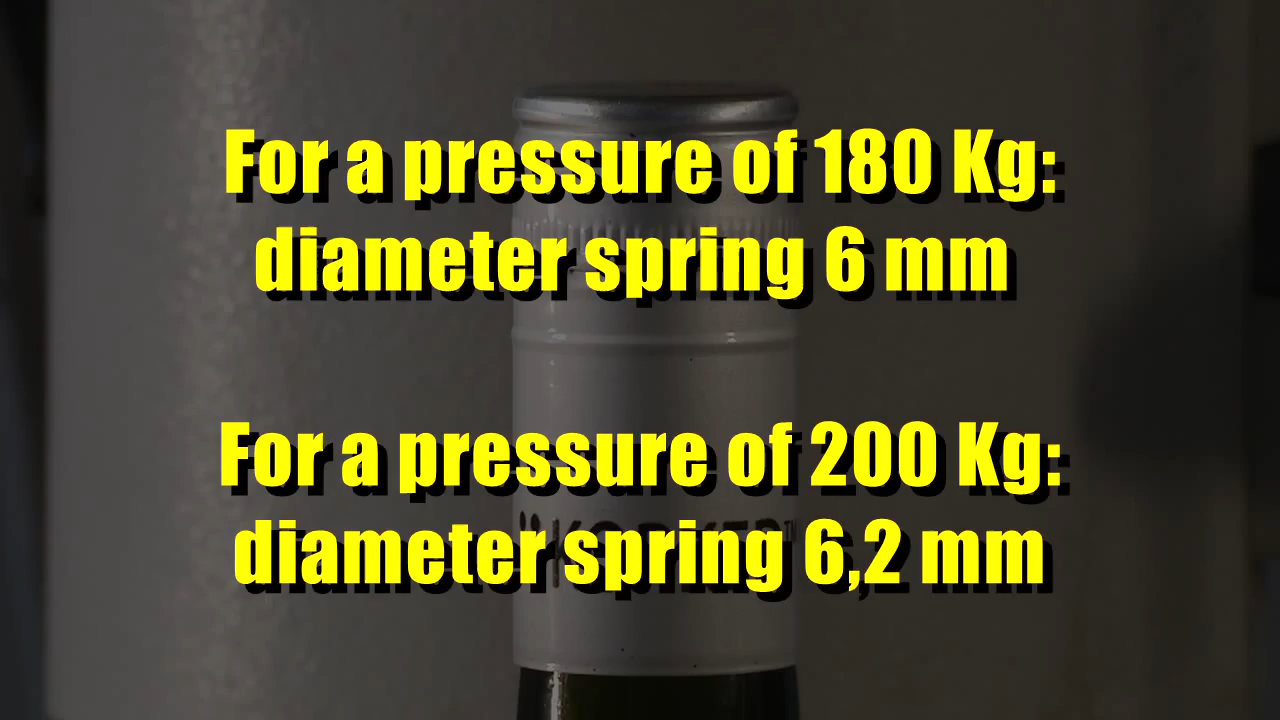 For a pressure of 180 Kg:
diameter spring 6 mm
For a pressure of 200 Kg:
diameter spring 6,2 mm